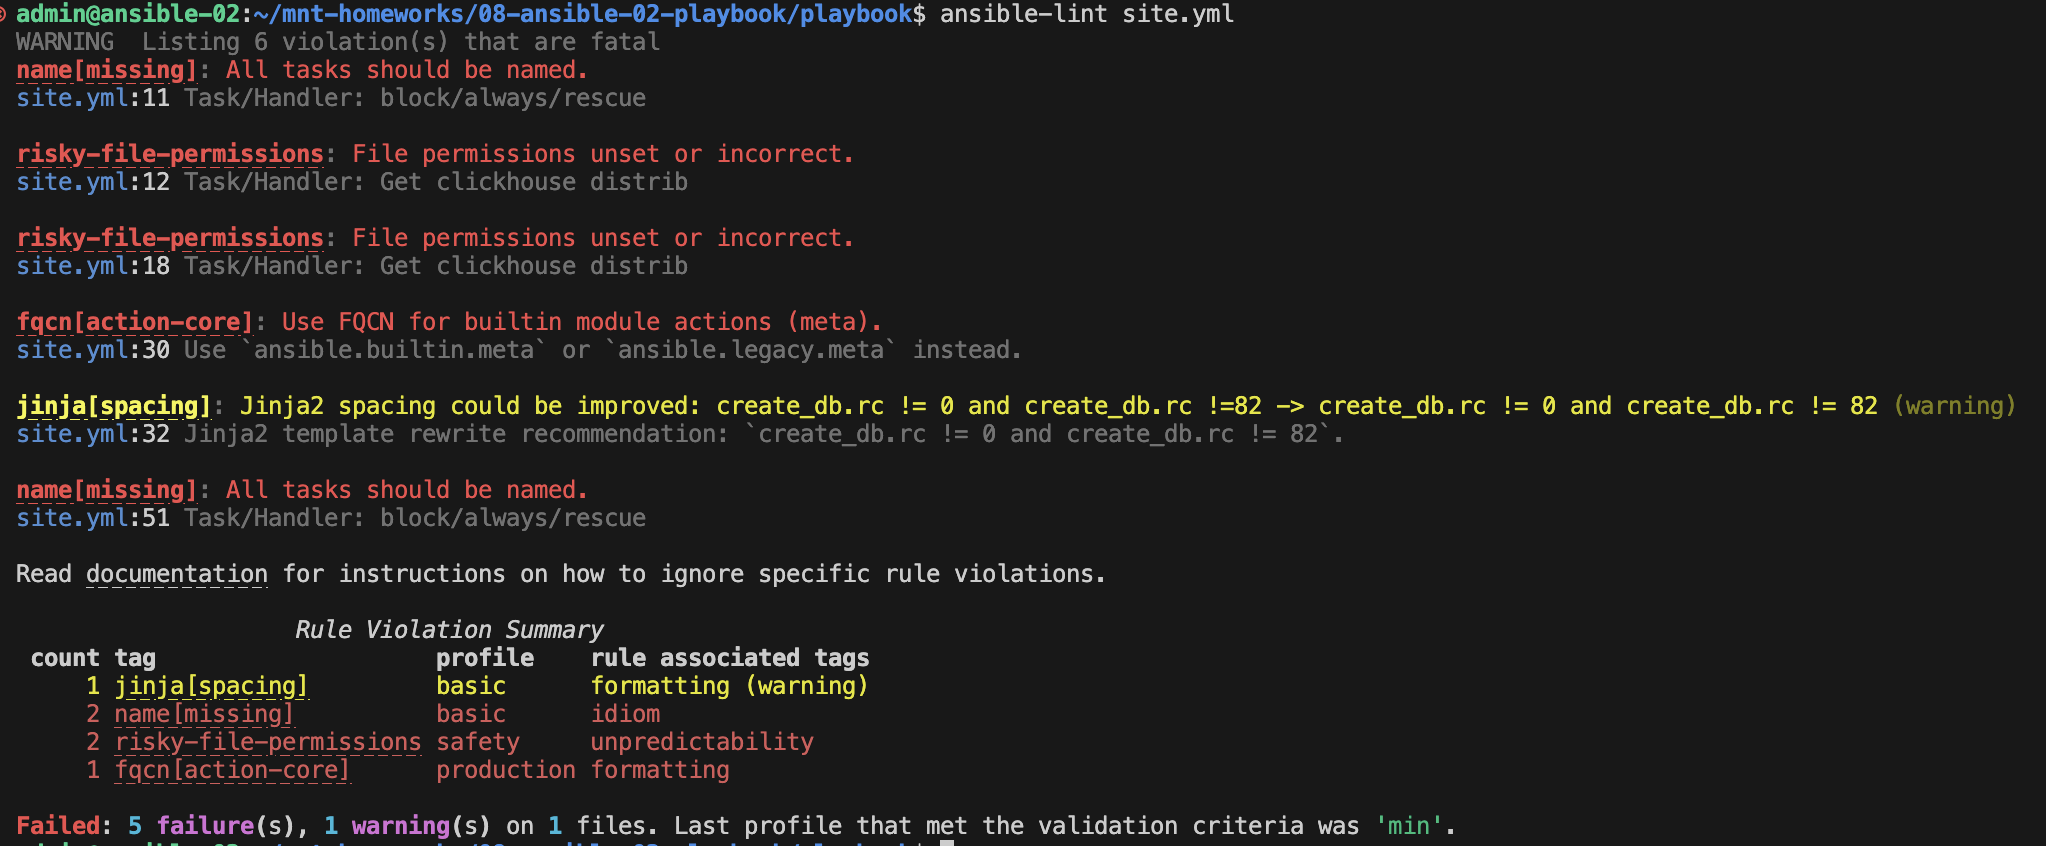 admin@ansible-02:~/mnt-homeworks/08-ansible-02-playbook/playbook$ ansible-lint site.yml
WARNING  Listing 6 violation(s) that are fatal
name[missing]: All tasks should be named.
site.yml:11 Task/Handler: block/always/rescue

risky-file-permissions: File permissions unset or incorrect.
site.yml:12 Task/Handler: Get clickhouse distrib

risky-file-permissions: File permissions unset or incorrect.
site.yml:18 Task/Handler: Get clickhouse distrib

fqcn[action-core]: Use FQCN for builtin module actions (meta).
site.yml:30 Use `ansible.builtin.meta` or `ansible.legacy.meta` instead.

jinja[spacing]: Jinja2 spacing could be improved: create_db.rc != 0 and create_db.rc !=82 -> create_db.rc != 0 and create_db.rc != 82 (warning)
site.yml:32 Jinja2 template rewrite recommendation: `create_db.rc != 0 and create_db.rc != 82`.

name[missing]: All tasks should be named.
site.yml:51 Task/Handler: block/always/rescue

Read documentation for instructions on how to ignore specific rule violations.

Rule Violation Summary
count tag profile rule associated tags
1 jinja[spacing] basic formatting (warning)
2 name[missing] basic idiom
2 risky-file-permissions safety unpredictability
1 fqcn[action-core] production formatting

Failed: 5 failure(s), 1 warning(s) on 1 files. Last profile that met the validation criteria was 'min'.